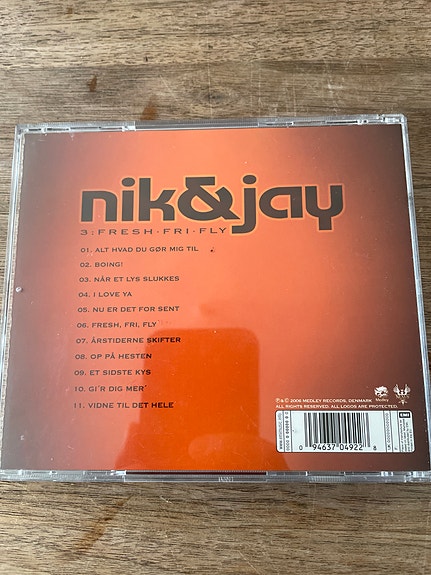 nik&jay
3:FRESH·FRI·FLY
01. ALT HVAD DU GØR MIG TIL
02. BOING!
03. NÅR ET LYS SLUKKES
04. I LOVE YA
05. NU ER DET FOR SENT
06. FRESH, FRI, FLY
07. ÅRSTIDERNE SKIFTER
08. OP PÅ HESTEN
09. ET SIDSTE KYS
10. GI´R DIG MER´
11. VIDNE TIL DET HELE
℗ & © 2006 MEDLEY RECORDS, DENMARK
ALL RIGHTS RESERVED. ALL LOGOS ARE PROTECTED.
Medley
EMI
0 94637 04922 8